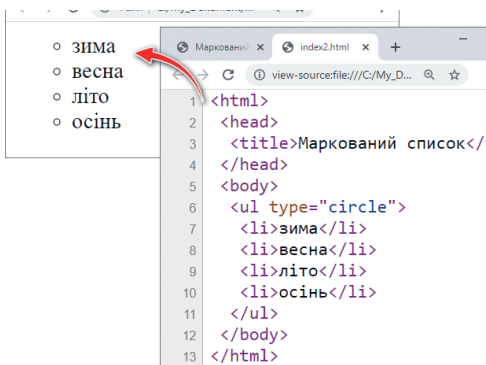 зима
весна
літо
осінь
Маркований
index2.html
view-source:file:///C:/My_D...
1 <html>
2 <head>
3 <title>Маркований список</
4 </head>
5 <body>
6 <ul type="circle">
7 <li>зима</li>
8 <li>весна</li>
9 <li>літо</li>
10 <li>осінь</li>
11 </ul>
12 </body>
13 </html>